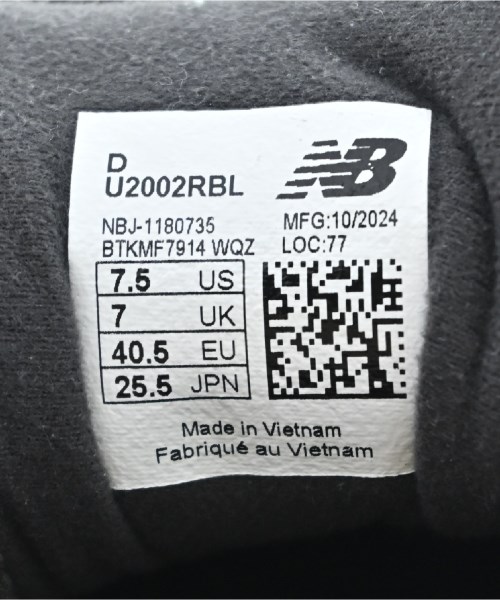 D
U2002RBL
NB
NBJ-1180735
MFG:10/2024
BTKMF7914 WQZ
LOC:77
7.5 US
7 UK
40.5 EU
25.5 JPN
Made in Vietnam
Fabriqué au Vietnam